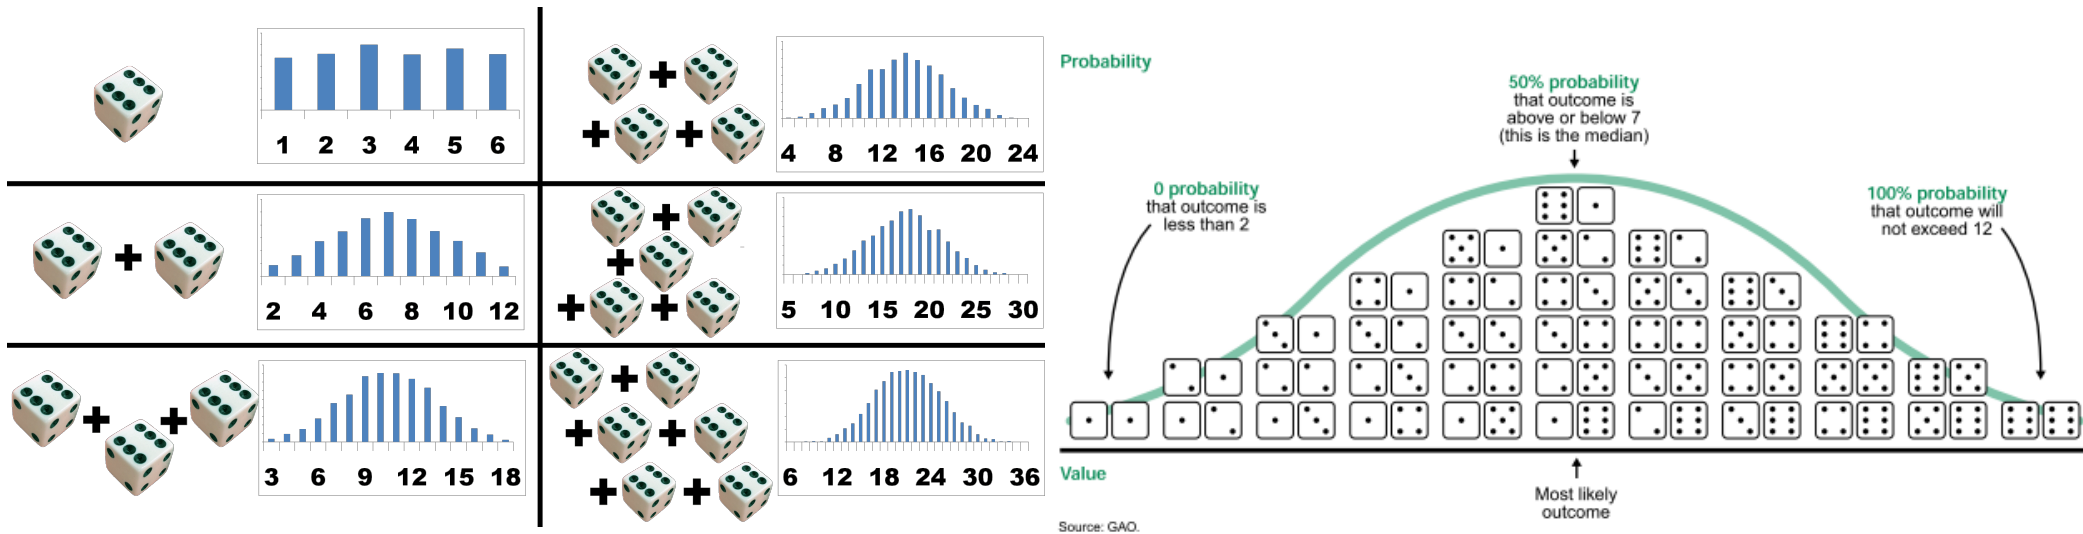 1 2 3 4 5 6
4 8 12 16 20 24
2 4 6 8 10 12
5 10 15 20 25 30
3 6 9 12 15 18
6 12 18 24 30 36
Probability
50% probability
that outcome is
above or below 7
(this is the median)
0 probability
that outcome is
less than 2
100% probability
that outcome will
not exceed 12
Value
Most likely
outcome
Source: GAO.